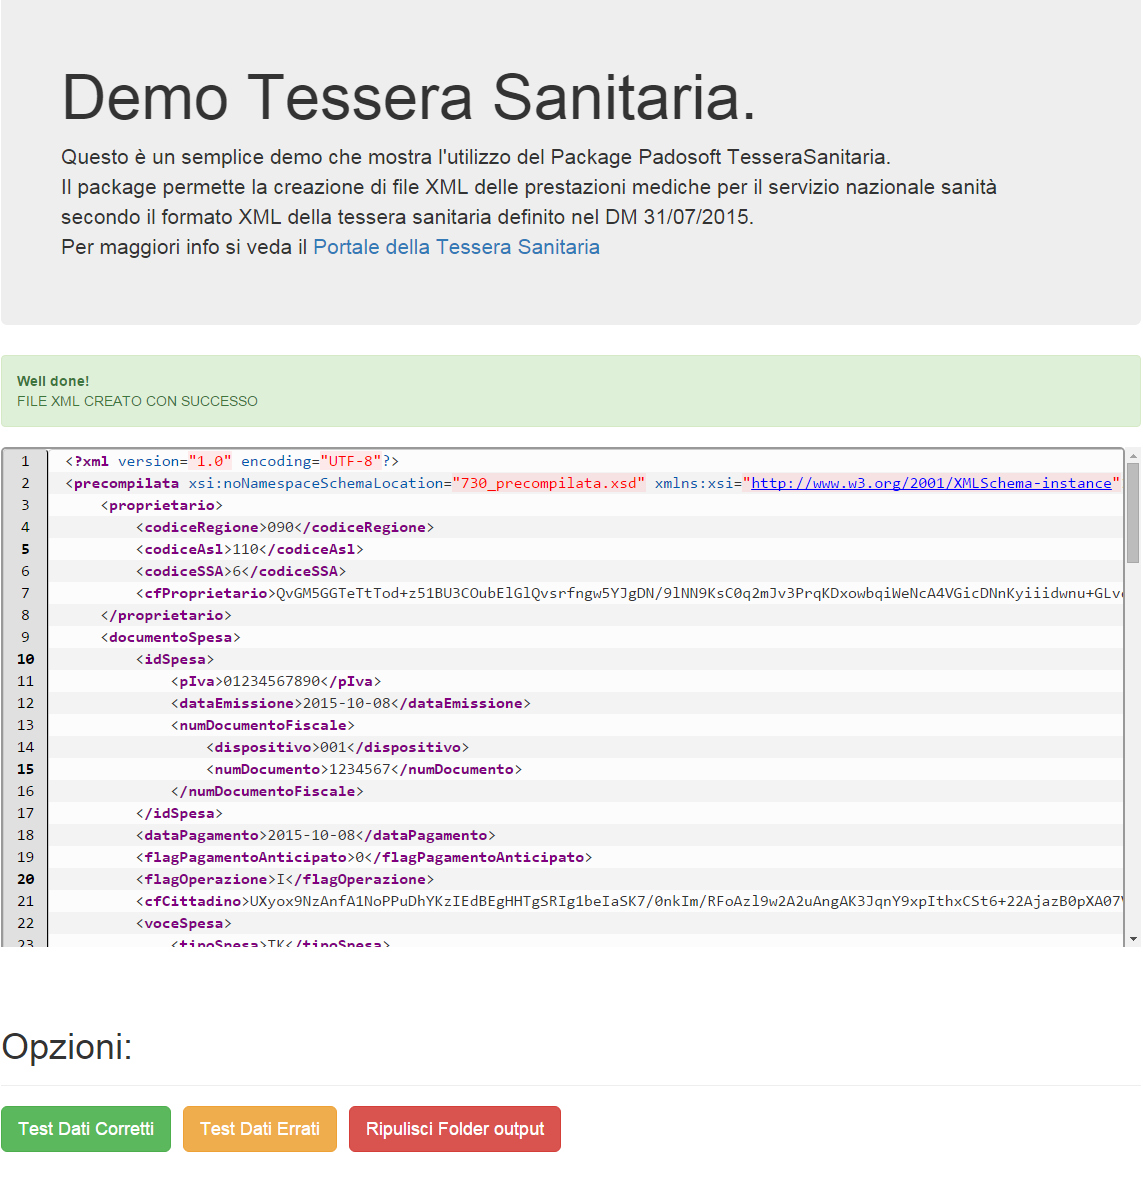 Demo Tessera Sanitaria.
Questo è un semplice demo che mostra l'utilizzo del Package Padosoft TesseraSanitaria.
Il package permette la creazione di file XML delle prestazioni mediche per il servizio nazionale sanità
secondo il formato XML della tessera sanitaria definito nel DM 31/07/2015.
Per maggiori info si veda il Portale della Tessera Sanitaria
Well done!
FILE XML CREATO CON SUCCESSO
1 <?xml version="1.0" encoding="UTF-8"?>
2 <precompilata xsi:noNamespaceSchemaLocation="730_precompilata.xsd" xmlns:xsi="http://www.w3.org/2001/XMLSchema-instance"
3 <proprietario>
4 <codiceRegione>090</codiceRegione>
5 <codiceAsl>110</codiceAsl>
6 <codiceSSA>6</codiceSSA>
7 <cfProprietario>QvGM5GGTeTtTod+z51BU3COubElGlQvsrfngw5YJgDN/9lNN9KsC0q2mJv3PrqKDxowbqiWeNcA4VGicDNnKyiiidwnu+GLv
8 </proprietario>
9 <documentoSpesa>
10 <idSpesa>
11 <pIva>01234567890</pIva>
12 <dataEmissione>2015-10-08</dataEmissione>
13 <numDocumentoFiscale>
14 <dispositivo>001</dispositivo>
15 <numDocumento>1234567</numDocumento>
16 </numDocumentoFiscale>
17 </idSpesa>
18 <dataPagamento>2015-10-08</dataPagamento>
19 <flagPagamentoAnticipato>0</flagPagamentoAnticipato>
20 <flagOperazione>I</flagOperazione>
21 <cfCittadino>UXyox9NzAnfA1NoPPuDhYKzIEdBEgHHTgSRIg1beIaSK7/0nkIm/RFoAzl9w2A2uAngAK3JqnY9xpIthxCSt6+22AjazB0pXA07
22 <voceSpesa>
23 <tipoSpesa>TK</tipoSpesa>
Opzioni:
Test Dati Corretti
Test Dati Errati
Ripulisci Folder output